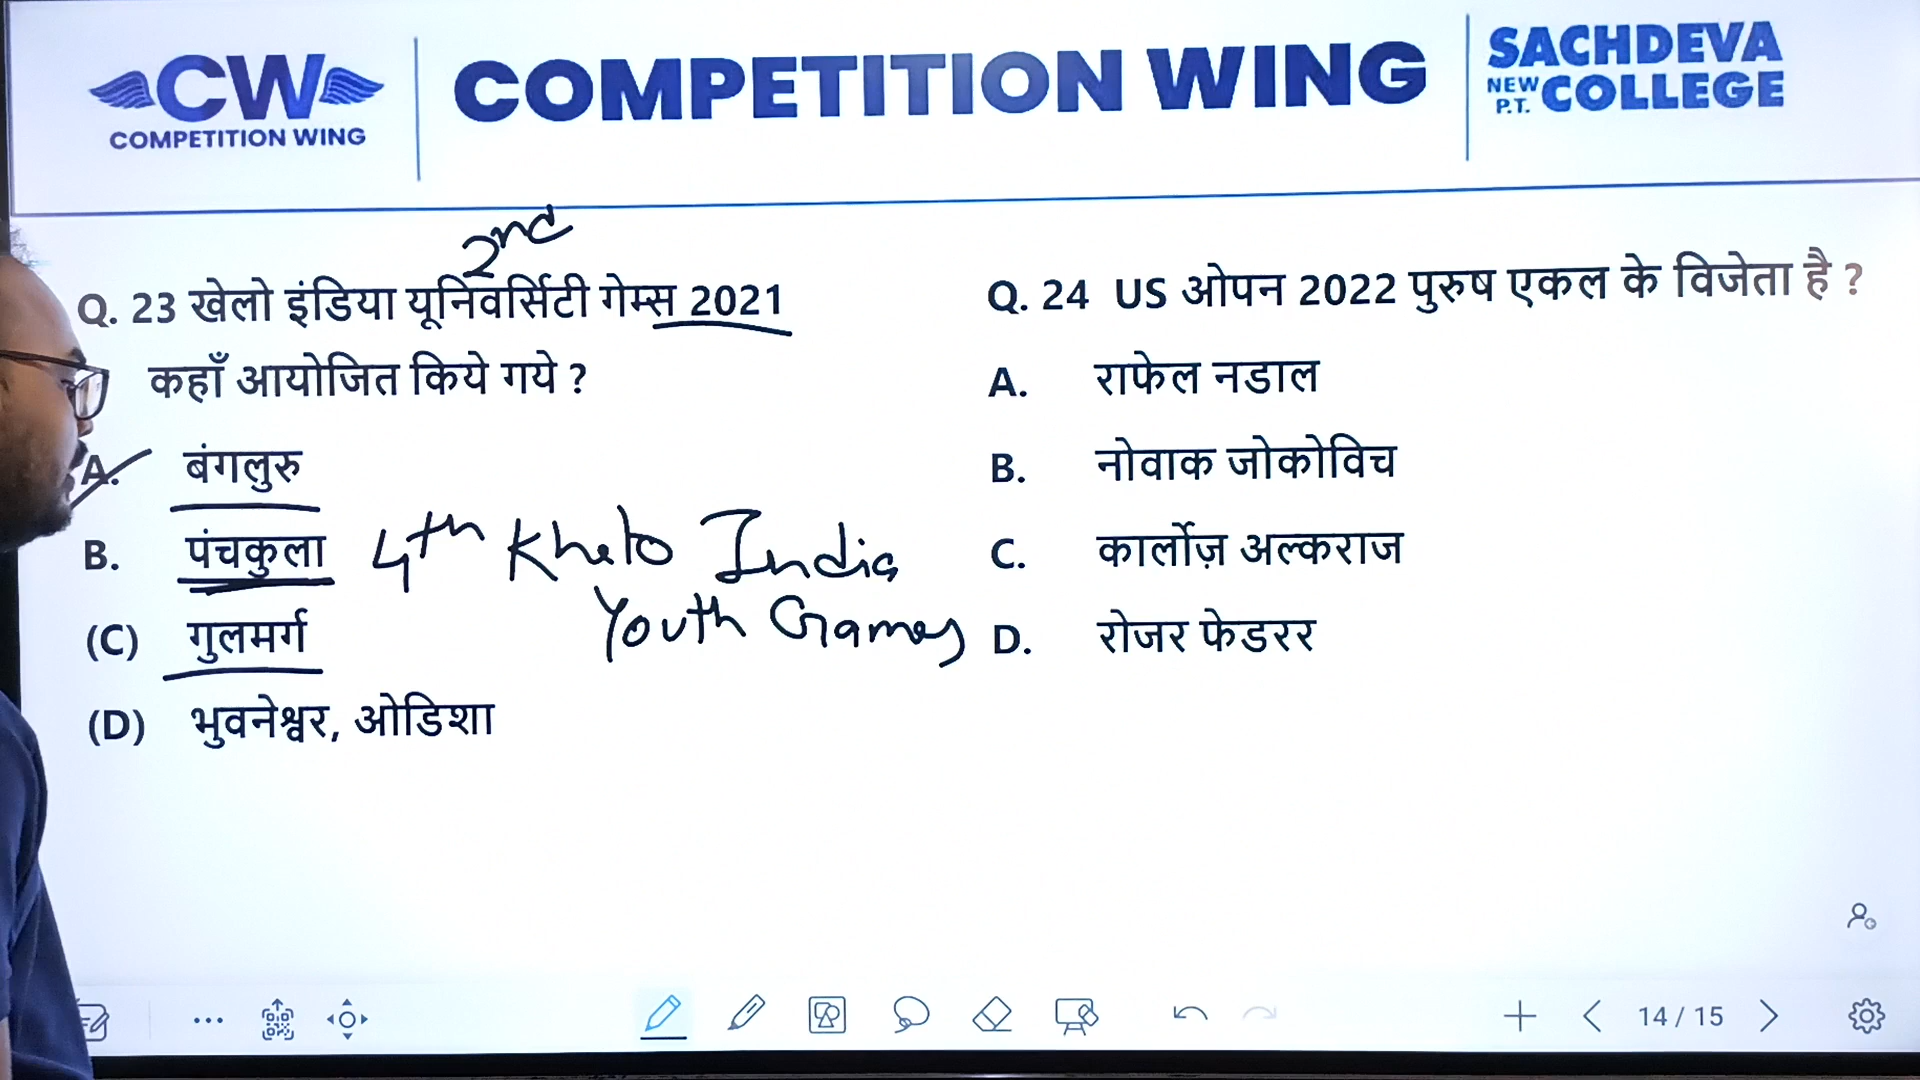 CW
COMPETITION WING
COMPETITION WING
SACHDEVA
NEW P.T. COLLEGE
2nd
Q. 23 खेलो इंडिया यूनिवर्सिटी गेम्स 2021
कहाँ आयोजित किये गये ?
A. बंगलुरु
B. पंचकुला 4th Khelo India
Youth Games
(C) गुलमर्ग
(D) भुवनेश्वर, ओडिशा
Q. 24 US ओपन 2022 पुरुष एकल के विजेता है ?
A. राफेल नडाल
B. नोवाक जोकोविच
C. कार्लोज़ अल्कराज
D. रोजर फेडरर
14 / 15